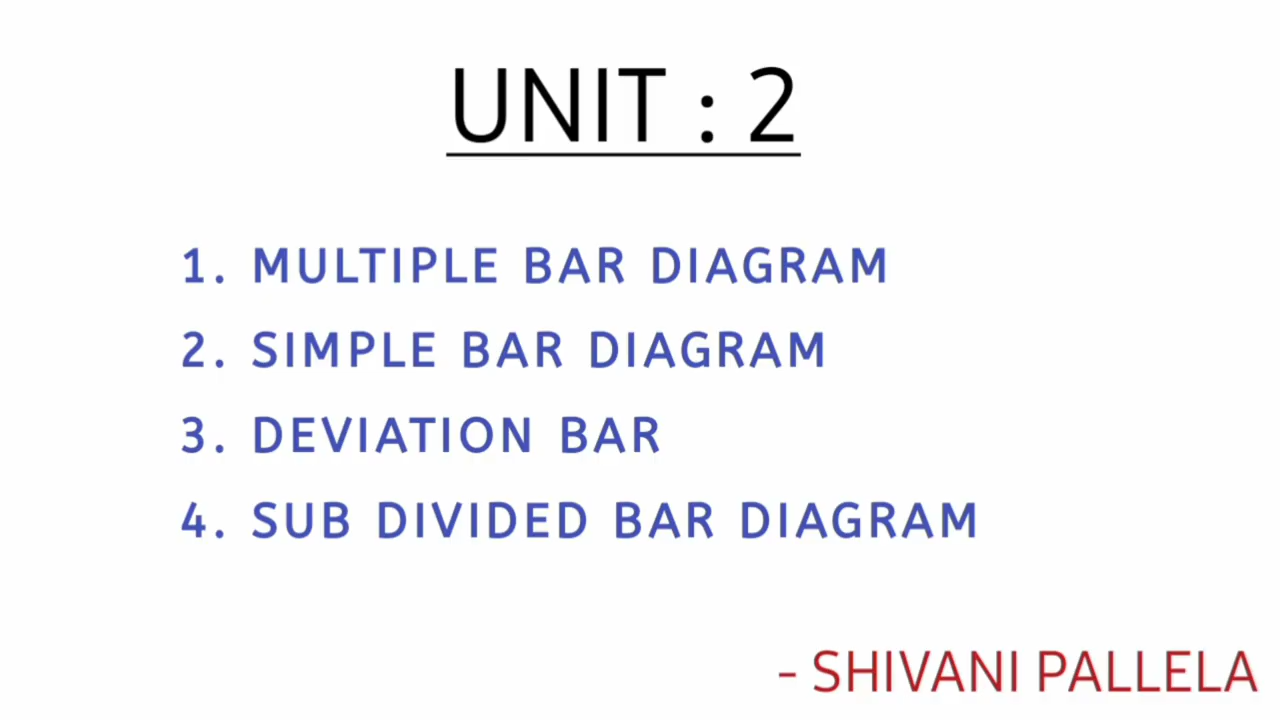 UNIT : 2
1. MULTIPLE BAR DIAGRAM
2. SIMPLE BAR DIAGRAM
3. DEVIATION BAR
4. SUB DIVIDED BAR DIAGRAM
- SHIVANI PALLELA